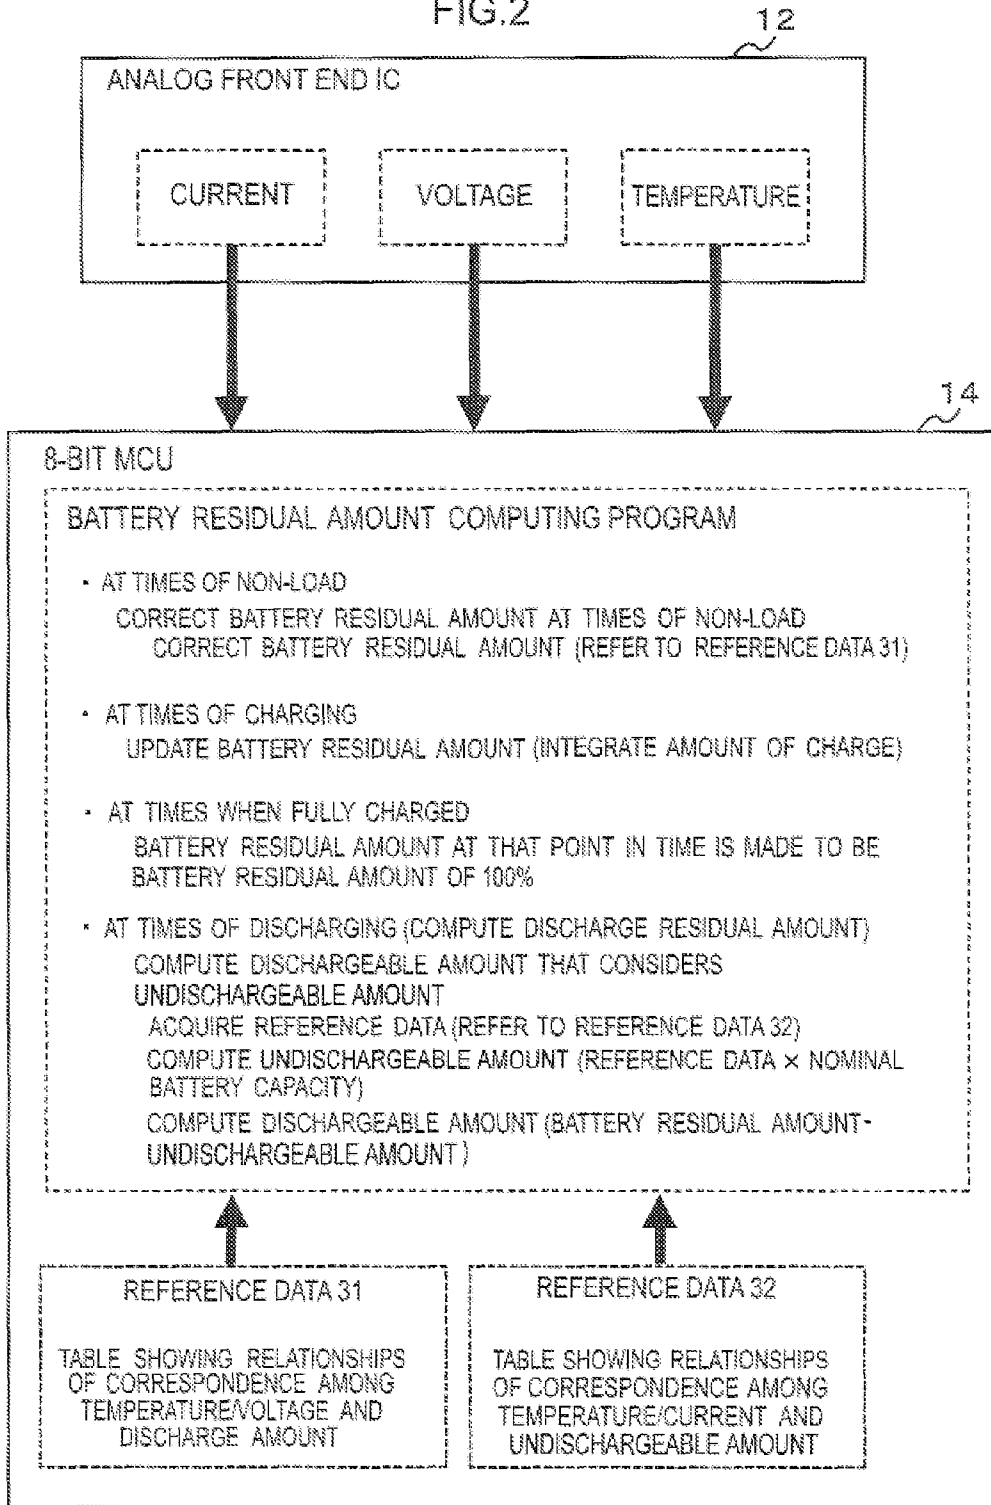 FIG.2
12
ANALOG FRONT END IC
CURRENT
VOLTAGE
TEMPERATURE
14
8-BIT MCU
BATTERY RESIDUAL AMOUNT COMPUTING PROGRAM
・ AT TIMES OF NON-LOAD
CORRECT BATTERY RESIDUAL AMOUNT AT TIMES OF NON-LOAD
CORRECT BATTERY RESIDUAL AMOUNT (REFER TO REFERENCE DATA 31)
・ AT TIMES OF CHARGING
UPDATE BATTERY RESIDUAL AMOUNT (INTEGRATE AMOUNT OF CHARGE)
・ AT TIMES WHEN FULLY CHARGED
BATTERY RESIDUAL AMOUNT AT THAT POINT IN TIME IS MADE TO BE
BATTERY RESIDUAL AMOUNT OF 100%
・ AT TIMES OF DISCHARGING (COMPUTE DISCHARGE RESIDUAL AMOUNT)
COMPUTE DISCHARGEABLE AMOUNT THAT CONSIDERS
UNDISCHARGEABLE AMOUNT
ACQUIRE REFERENCE DATA (REFER TO REFERENCE DATA 32)
COMPUTE UNDISCHARGEABLE AMOUNT (REFERENCE DATA × NOMINAL
BATTERY CAPACITY)
COMPUTE DISCHARGEABLE AMOUNT (BATTERY RESIDUAL AMOUNT-
UNDISCHARGEABLE AMOUNT)
REFERENCE DATA 31
TABLE SHOWING RELATIONSHIPS
OF CORRESPONDENCE AMONG
TEMPERATURE/VOLTAGE AND
DISCHARGE AMOUNT
REFERENCE DATA 32
TABLE SHOWING RELATIONSHIPS
OF CORRESPONDENCE AMONG
TEMPERATURE/CURRENT AND
UNDISCHARGEABLE AMOUNT